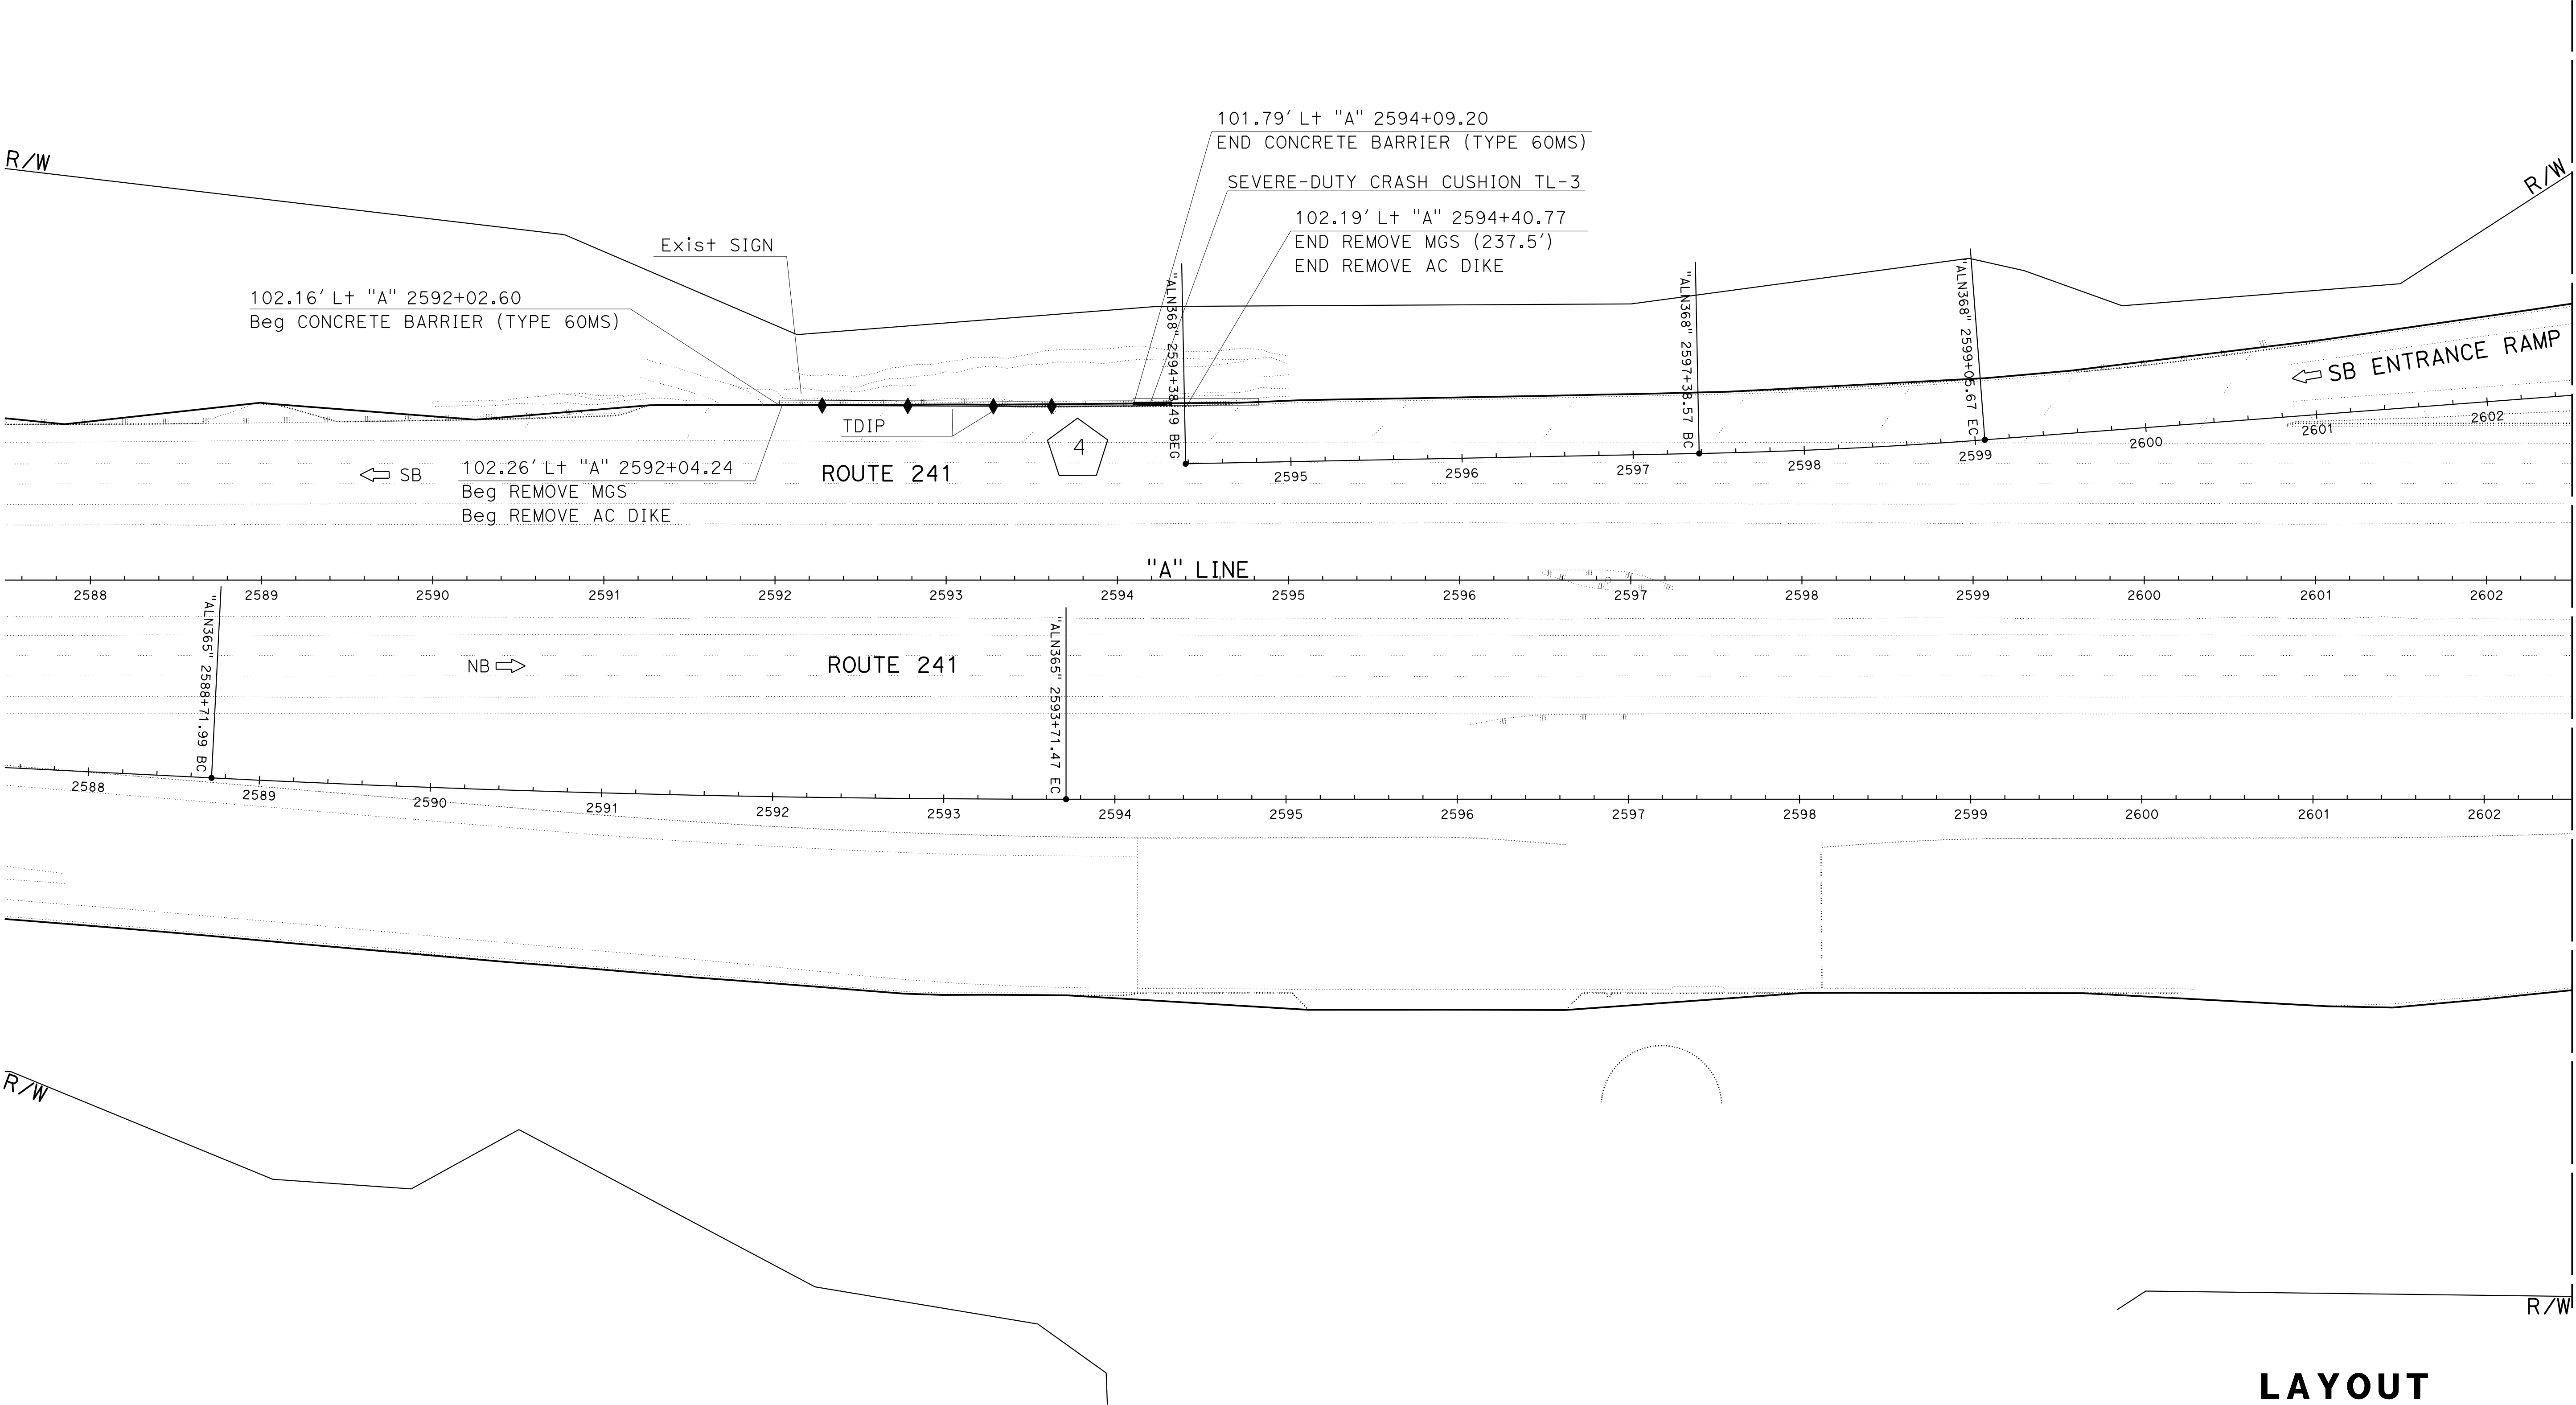 101.79' Lt "A" 2594+09.20
END CONCRETE BARRIER (TYPE 60MS)
R/W
R/W
SEVERE-DUTY CRASH CUSHION TL-3
102.19' Lt "A" 2594+40.77
END REMOVE MGS (237.5')
END REMOVE AC DIKE
Exist SIGN
102.16' Lt "A" 2592+02.60
Beg CONCRETE BARRIER (TYPE 60MS)
"ALN368" 2594+38.49 BEG
"ALN368" 2597+38.57 BC
"ALN368" 2599+05.67 EC
SB ENTRANCE RAMP
TDIP
4
SB
102.26' Lt "A" 2592+04.24
Beg REMOVE MGS
Beg REMOVE AC DIKE
ROUTE 241
2595 2596 2597 2598 2599 2600 2601 2602
"A" LINE
2588 2589 2590 2591 2592 2593 2594 2595 2596 2597 2598 2599 2600 2601 2602
"ALN365" 2588+71.99 BC
NB
ROUTE 241
"ALN365" 2593+71.47 EC
2588 2589 2590 2591 2592 2593 2594 2595 2596 2597 2598 2599 2600 2601 2602
R/W
R/W
LAYOUT